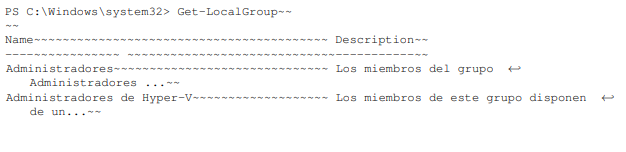 PS C:\Windows\system32> Get-LocalGroup~~
~~
Name~~~~~~~~~~~~~~~~~~~~~~~~~~~~~~~~~~~~~~~~~ Description~~
----~~~~~~~~~~~~ ~~~~~~~~~~~~~~~~~~~~~~~~~~~~~-~~~~~~~~~~~~
Administradores~~~~~~~~~~~~~~~~~~~~~~~~~~~~~~ Los miembros del grupo ↩
Administradores ...~~
Administradores de Hyper-V~~~~~~~~~~~~~~~~~~~ Los miembros de este grupo disponen ↩
de un...~~